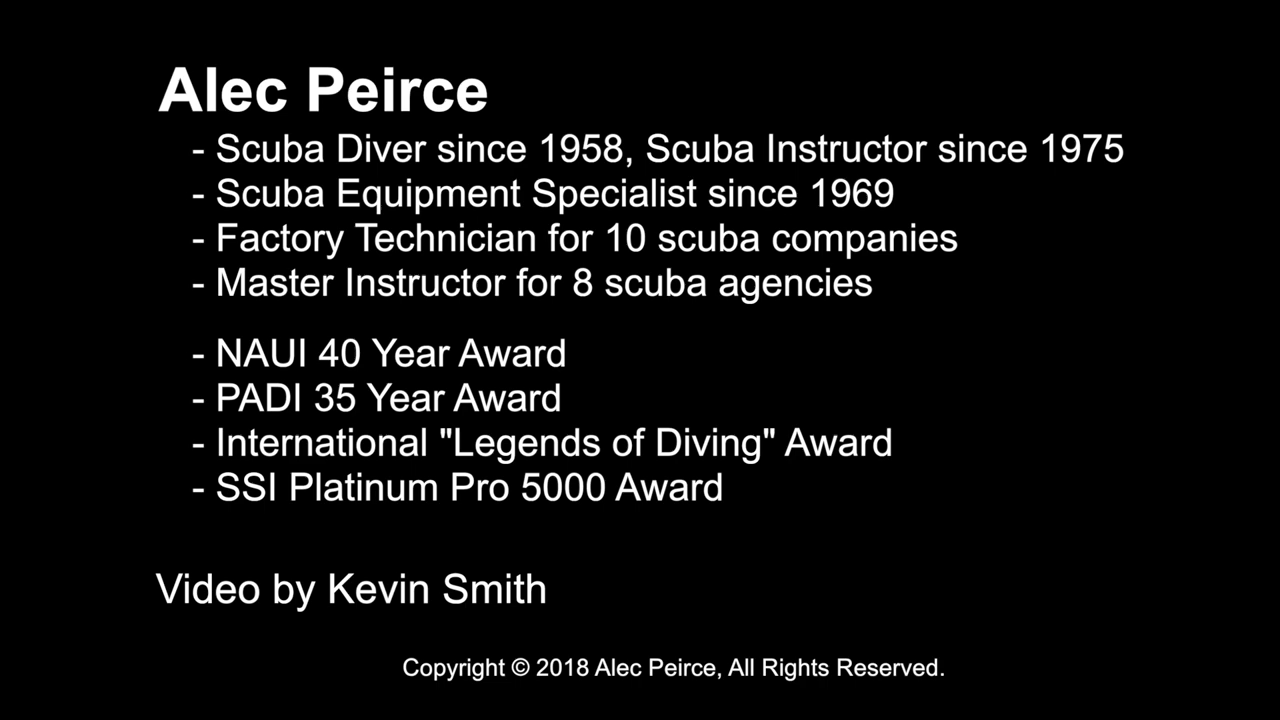 Alec Peirce
- Scuba Diver since 1958, Scuba Instructor since 1975
- Scuba Equipment Specialist since 1969
- Factory Technician for 10 scuba companies
- Master Instructor for 8 scuba agencies
- NAUI 40 Year Award
- PADI 35 Year Award
- International "Legends of Diving" Award
- SSI Platinum Pro 5000 Award
Video by Kevin Smith
Copyright © 2018 Alec Peirce, All Rights Reserved.